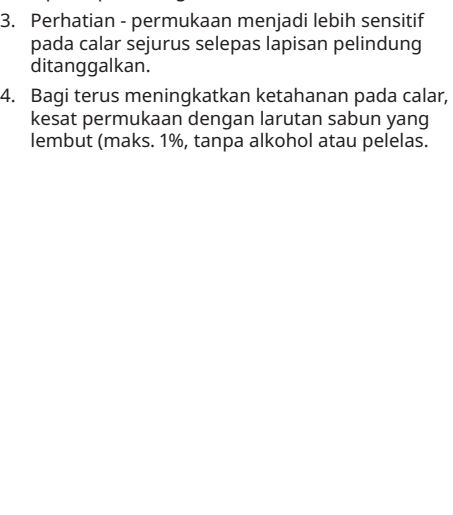 3. Perhatian - permukaan menjadi lebih sensitif
pada calar sejurus selepas lapisan pelindung
ditanggalkan.
4. Bagi terus meningkatkan ketahanan pada calar,
kesat permukaan dengan larutan sabun yang
lembut (maks. 1%, tanpa alkohol atau pelelas.